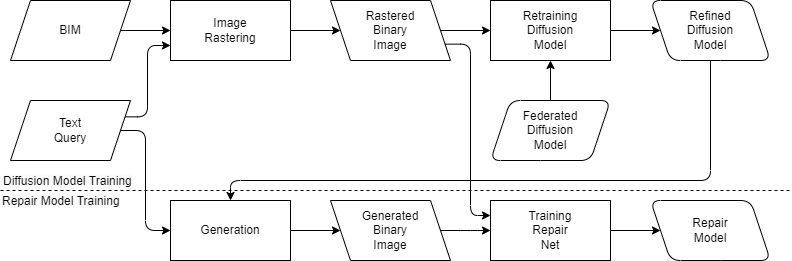 BIM
Image
Rastering
Rastered
Binary
Image
Retraining
Diffusion
Model
Refined
Diffusion
Model
Text
Query
Federated
Diffusion
Model
Diffusion Model Training
Repair Model Training
Generation
Generated
Binary
Image
Training
Repair
Net
Repair
Model